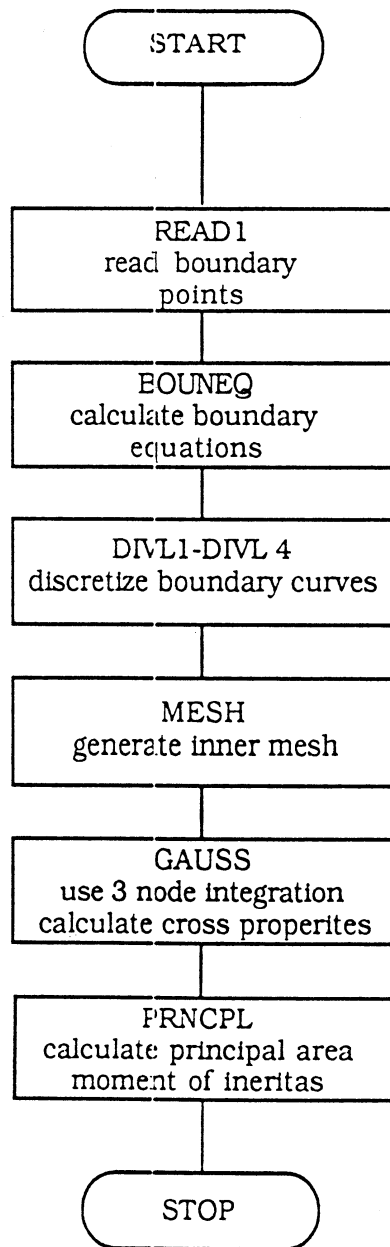 START
READ1
read boundary
points
BOUNEQ
calculate boundary
equations
DIVL1-DIVL 4
discretize boundary curves
MESH
generate inner mesh
GAUSS
use 3 node integration
calculate cross properites
PRNCPL
calculate principal area
moment of ineritas
STOP